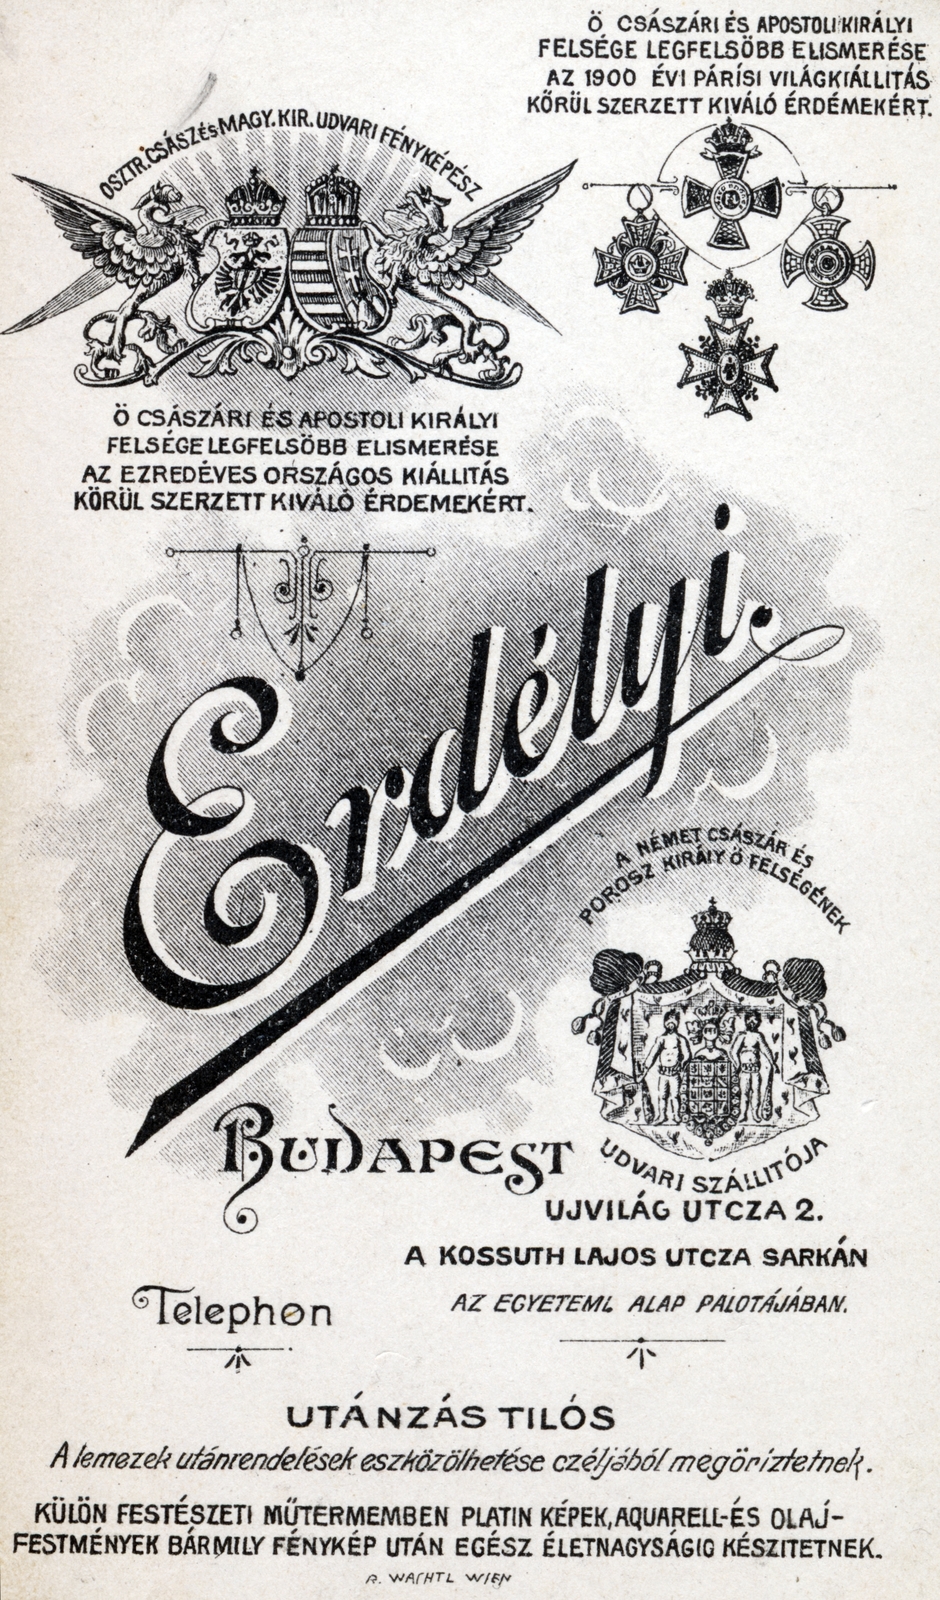 Ö CSÁSZÁRI ÉS APOSTOLI KIRÁLYI
FELSÉGE LEGFELSÖBB ELISMERÉSE
AZ 1900 ÉVI PÁRÍSI VILÁGKIÁLLITÁS
KÖRÜL SZERZETT KIVÁLÓ ÉRDÉMEKÉRT.
OSZTR. CSÁSZ és MAGY. KIR. UDVARI FÉNYKÉPÉSZ
Ö CSÁSZÁRI ÉS APOSTOLI KIRÁLYI
FELSÉGE LEGFELSÖBB ELISMERÉSE
AZ EZREDÉVES ORSZÁGOS KIÁLLITÁS
KÖRÜL SZERZETT KIVÁLÓ ÉRDEMEKÉRT.
Erdélyi.
A NÉMET CSÁSZÁR ÉS
POROSZ KIRÁLY Ö FELSÉGÉNEK
UDVARI SZÁLLITÓJA
BUDAPEST
UJVILÁG UTCZA 2.
A KOSSUTH LAJOS UTCZA SARKÁN
Telephon
AZ EGYETEMI ALAP PALOTÁJÁBAN.
UTÁNZÁS TILÓS
A lemezek utánrendelések eszközölhetése czéljából megöriztetnek.
KÜLÖN FESTÉSZETI MŰTERMEMBEN PLATIN KÉPEK, AQUARELL-ÉS OLAJ-
FESTMÉNYEK BÁRMILY FÉNYKÉP UTÁN EGÉSZ ÉLETNAGYSÁGIG KÉSZITETNEK.
R. WACHTL WIEN